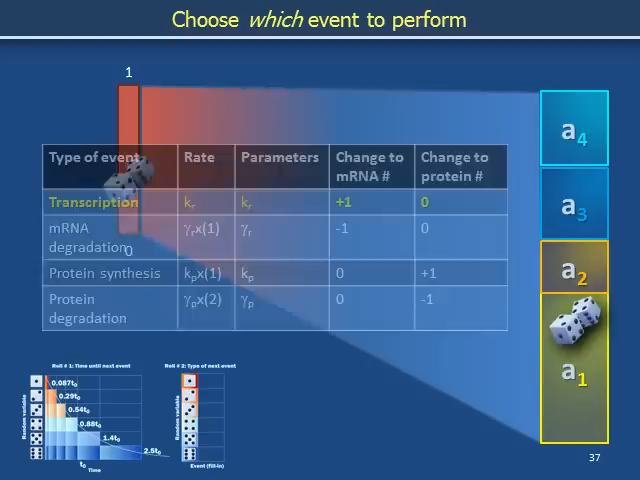 Choose which event to perform
1
0
Type of event
Rate
Parameters
Change to mRNA #
Change to protein #
Transcription
kᵣ
kᵣ
+1
0
mRNA degradation
γᵣx(1)
γᵣ
-1
0
Protein synthesis
kₚx(1)
kₚ
0
+1
Protein degradation
γₚx(2)
γₚ
0
-1
a₄
a₃
a₂
a₁
Roll # 1: Time until next event
Random variable
0.087t₀
0.29t₀
0.54t₀
0.88t₀
1.4t₀
2.5t₀
t₀
Time
Roll # 2: Type of next event
Random variable
Event (fill-in)
37